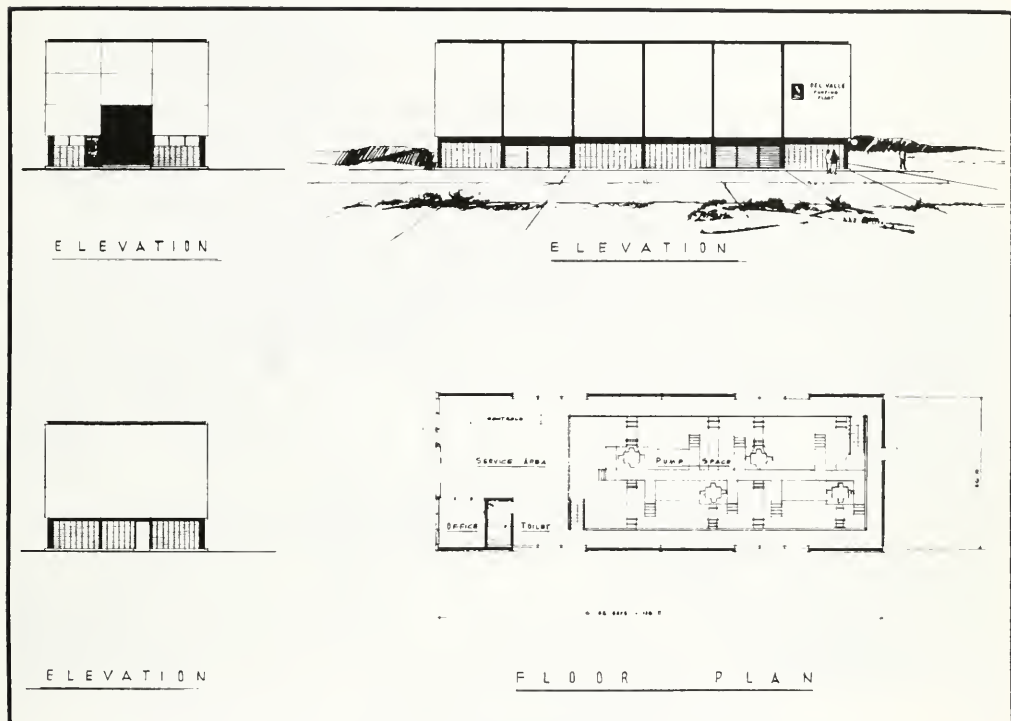 DEL VALLE
PUMPING
PLANT
ELEVATION
ELEVATION
CONTROLS
SERVICE AREA
PUMP SPACE
OFFICE
TOILET
ELEVATION
FLOOR PLAN